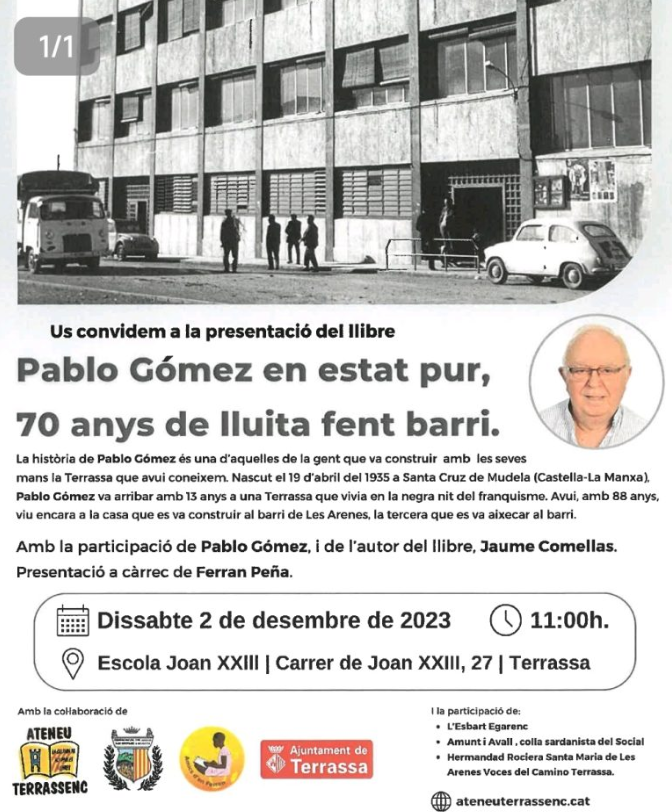 1/1
Us convidem a la presentació del llibre
Pablo Gómez en estat pur,
70 anys de lluita fent barri.
La història de Pablo Gómez és una d'aquelles de la gent que va construir amb les seves
mans la Terrassa que avui coneixem. Nascut el 19 d'abril del 1935 a Santa Cruz de Mudela (Castella-La Manxa),
Pablo Gómez va arribar amb 13 anys a una Terrassa que vivia en la negra nit del franquisme. Avui, amb 88 anys,
viu encara a la casa que es va construir al barri de Les Arenes, la tercera que es va aixecar al barri.
Amb la participació de Pablo Gómez, i de l'autor del llibre, Jaume Comellas.
Presentació a càrrec de Ferran Peña.
Dissabte 2 de desembre de 2023
11:00h.
Escola Joan XXIII | Carrer de Joan XXIII, 27 | Terrassa
Amb la col·laboració de
ATENEU
TERRASSENC
Ajuntament de
Terrassa
I la participació de:
• L'Esbart Egarenc
• Amunt i Avall , colla sardanista del Social
• Hermandad Rociera Santa Maria de Les
Arenes Voces del Camino Terrassa.
ateneuterrassenc.cat